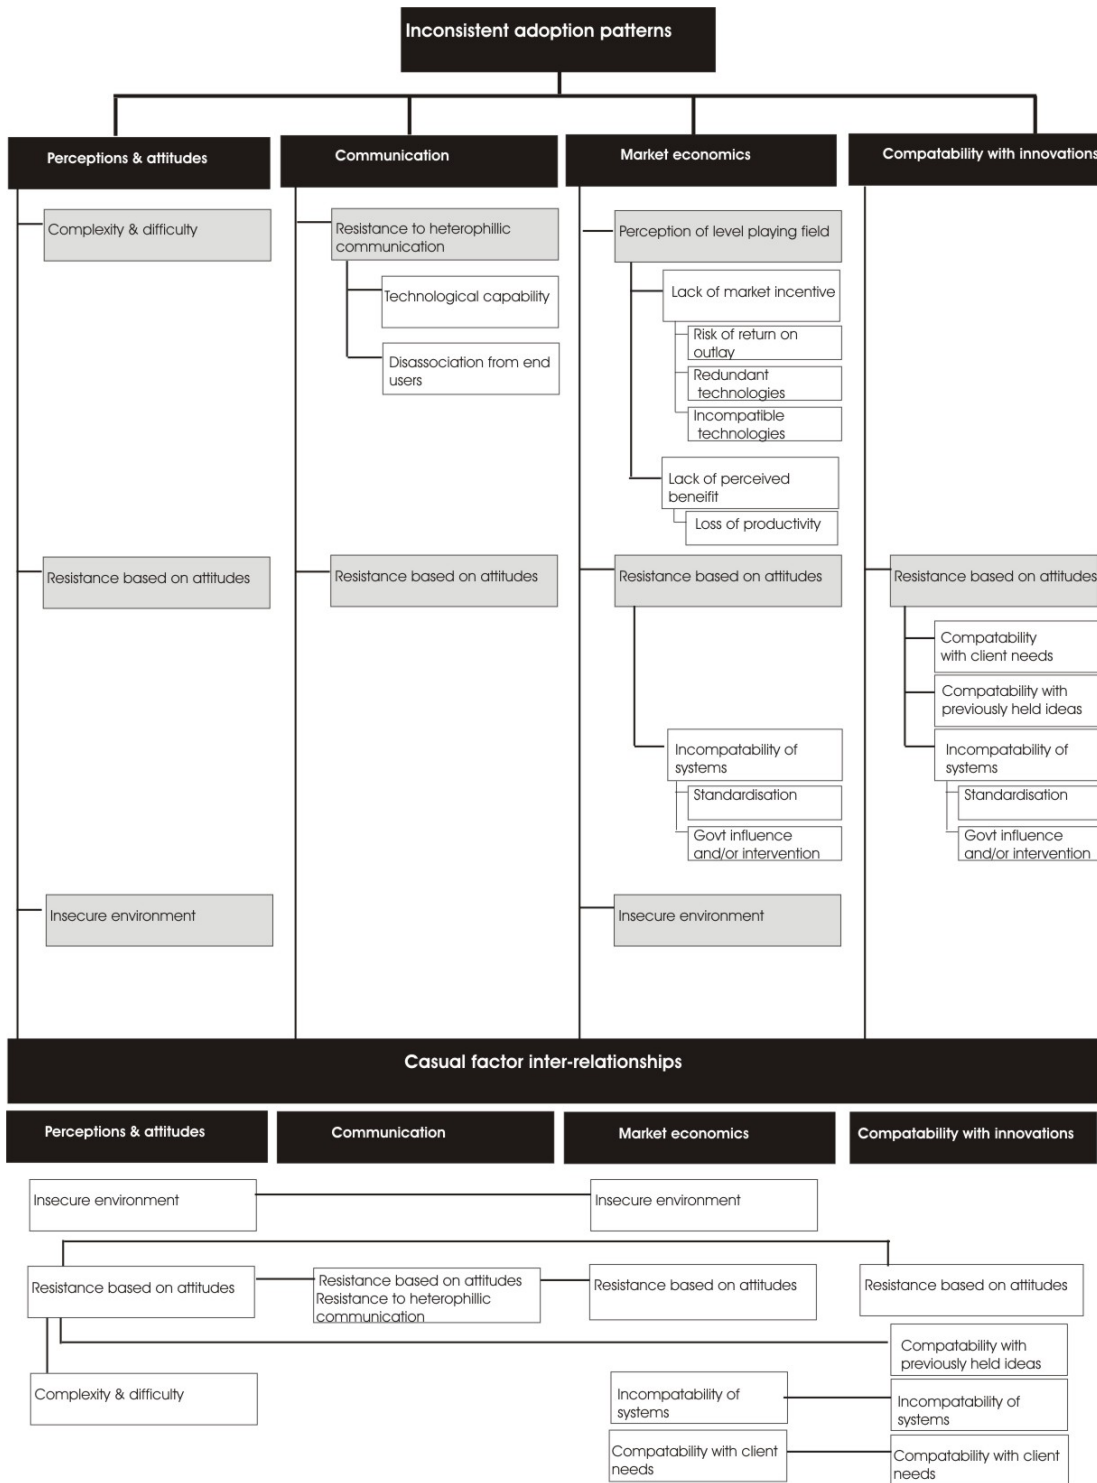 Inconsistent adoption patterns
Perceptions & attitudes
Communication
Market economics
Compatability with innovations
Complexity & difficulty
Resistance to heterophillic
communication
Perception of level playing field
Technological capability
Lack of market incentive
Risk of return on
outlay
Disassociation from end
users
Redundant
technologies
Incompatible
technologies
Lack of perceived
beneifit
Loss of productivity
Resistance based on attitudes
Resistance based on attitudes
Resistance based on attitudes
Resistance based on attitudes
Compatability
with client needs
Compatability with
previously held ideas
Incompatability of
systems
Incompatability of
systems
Standardisation
Standardisation
Govt influence
and/or intervention
Govt influence
and/or intervention
Insecure environment
Insecure environment
Casual factor inter-relationships
Perceptions & attitudes
Communication
Market economics
Compatability with innovations
Insecure environment
Insecure environment
Resistance based on attitudes
Resistance based on attitudes
Resistance to heterophillic
communication
Resistance based on attitudes
Resistance based on attitudes
Compatability with
previously held ideas
Complexity & difficulty
Incompatability of
systems
Incompatability of
systems
Compatability with client
needs
Compatability with client
needs